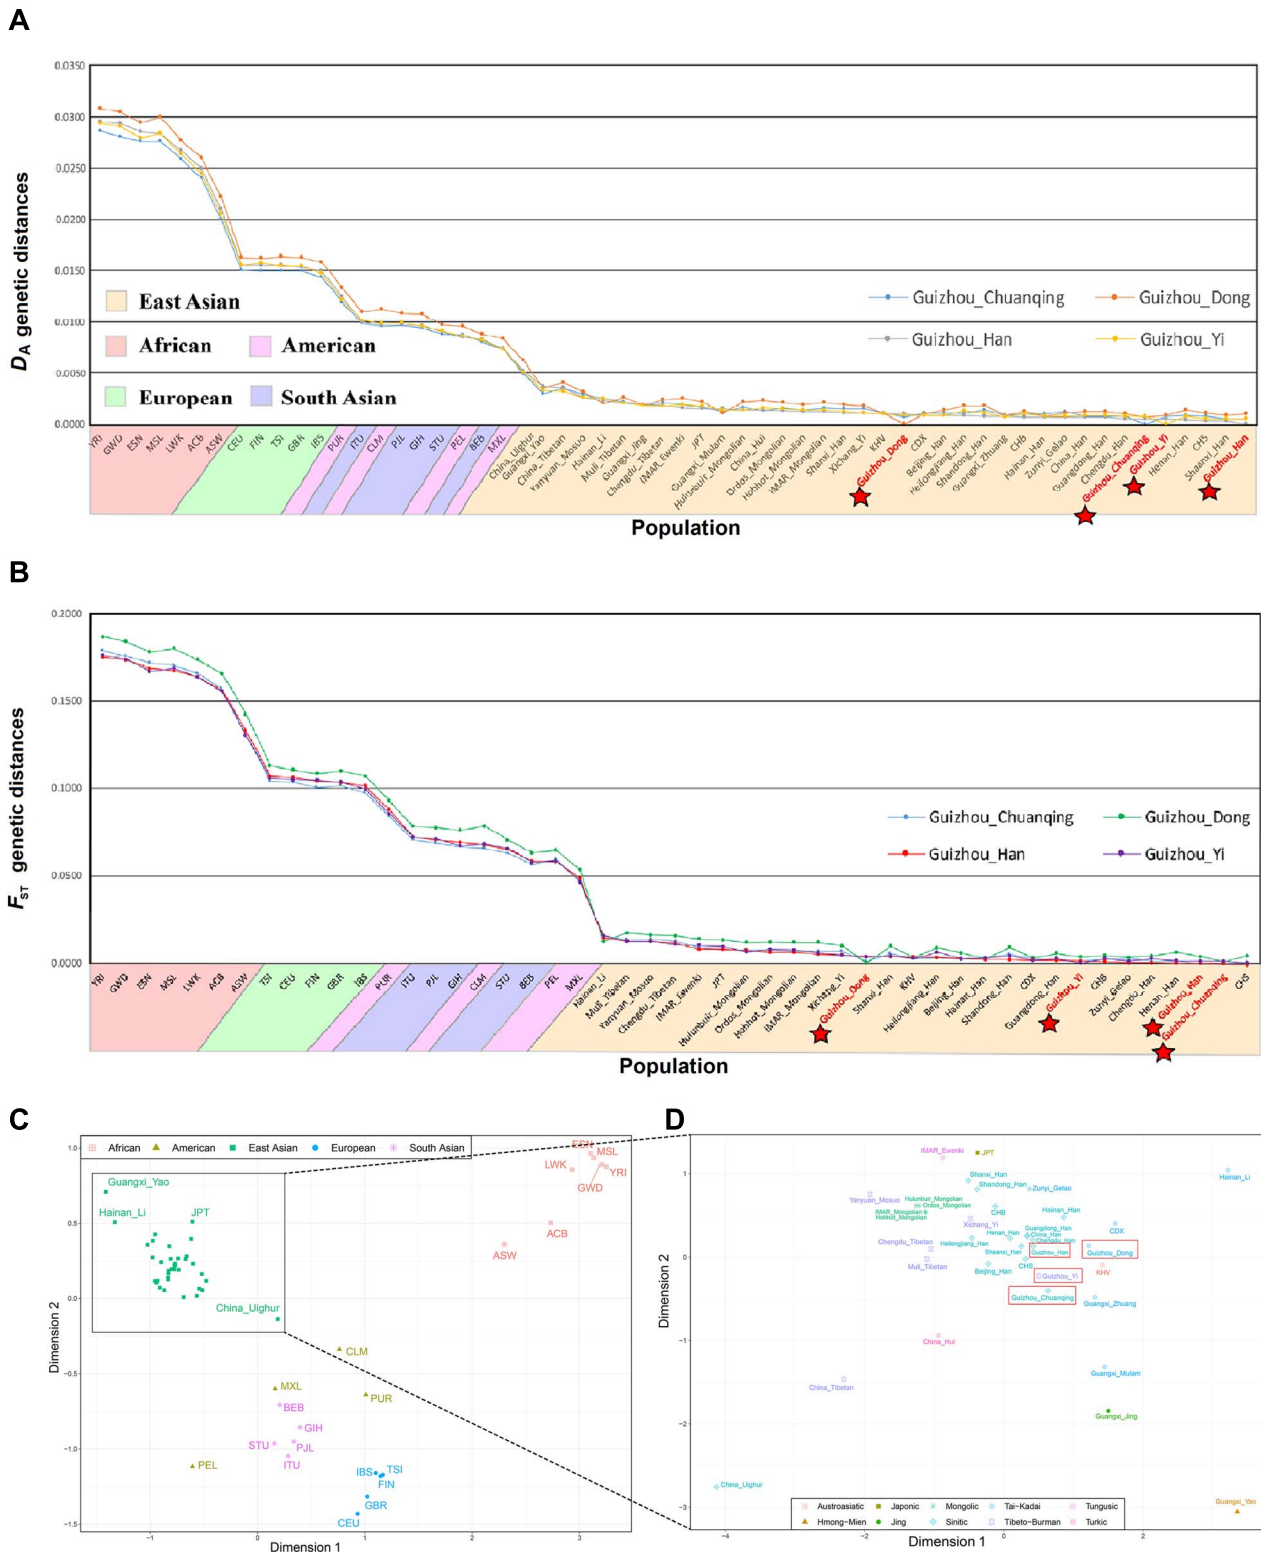 A
0.0350
0.0300
0.0250
0.0200
0.0150
0.0100
0.0050
0.0000
DA genetic distances
East Asian
African
American
European
South Asian
Guizhou_Chuanqing
Guizhou_Dong
Guizhou_Han
Guizhou_Yi
YRI
GWD
ESN
MSL
LWK
ACB
ASW
CEU
FIN
TSI
GBR
IBS
PUR
ITU
CLM
PJL
GIH
STU
PEL
BEB
MXL
China_Uighur
Guangxi_Yao
China_Tibetan
Yanyuan_Mosuo
Hainan_Li
Muli_Tibetan
Guangxi_Jing
Chengdu_Tibetan
IMAR_Ewenki
JPT
Guangxi_Mulam
Hulunbuir_Mongolian
China_Hui
Ordos_Mongolian
Hohhot_Mongolian
IMAR_Mongolian
Shanxi_Han
Xichang_Yi
KHV
Guizhou_Dong
CDX
Beijing_Han
Heilongjiang_Han
Shandong_Han
Guangxi_Zhuang
CHB
Hainan_Han
Zunyi_Gelao
China_Han
Guangdong_Han
Chengdu_Han
Guizhou_Chuanqing
Guizhou_Yi
Henan_Han
CHS
Shaanxi_Han
Guizhou_Han
Population
B
0.2000
0.1500
0.1000
0.0500
0.0000
FST genetic distances
Guizhou_Chuanqing
Guizhou_Dong
Guizhou_Han
Guizhou_Yi
YRI
GWD
ESN
MSL
LWK
ACB
ASW
TSI
CEU
FIN
GBR
IBS
PUR
ITU
PJL
GIH
CLM
STU
BEB
PEL
MXL
Hainan_Li
Muli_Tibetan
Yanyuan_Mosuo
Chengdu_Tibetan
IMAR_Ewenki
JPT
Hulunbuir_Mongolian
Ordos_Mongolian
Hohhot_Mongolian
IMAR_Mongolian
Xichang_Yi
Guizhou_Dong
Shanxi_Han
KHV
Heilongjiang_Han
Beijing_Han
Hainan_Han
Shandong_Han
CDX
Guangdong_Han
Guizhou_Yi
CHB
Zunyi_Gelao
Chengdu_Han
Henan_Han
Guizhou_Han
Guizhou_Chuanqing
CHS
Population
C
African
American
East Asian
European
South Asian
1.0
0.5
0.0
−0.5
−1.0
−1.5
Dimension 2
Guangxi_Yao
Hainan_Li
JPT
China_Uighur
ESN
MSL
LWK
YRI
GWD
ACB
ASW
CLM
MXL
PUR
BEB
GIH
STU
PJL
ITU
PEL
IBS
TSI
FIN
GBR
CEU
−1
0
1
2
3
Dimension 1
D
1
0
−1
−2
−3
Dimension 2
IMAR_Ewenki
JPT
Shanxi_Han
Hainan_Li
Shandong_Han
Zunyi_Gelao
Yanyuan_Mosuo
Hulunbuir_Mongolian
Ordos_Mongolian
IMAR_Mongolian
Hohhot_Mongolian
CHB
Hainan_Han
Xichang_Yi
CDX
Guangdong_Han
Henan_Han
China_Han
Chengdu_Han
Chengdu_Tibetan
Heilongjiang_Han
Shaanxi_Han
Guizhou_Han
Guizhou_Dong
Muli_Tibetan
CHS
KHV
Beijing_Han
Guizhou_Yi
Guizhou_Chuanqing
Guangxi_Zhuang
China_Hui
Guangxi_Mulam
China_Tibetan
Guangxi_Jing
China_Uighur
Guangxi_Yao
Austroasiatic
Japonic
Mongolic
Tai−Kadai
Tungusic
Hmong−Mien
Jing
Sinitic
Tibeto−Burman
Turkic
−4
−2
0
2
Dimension 1